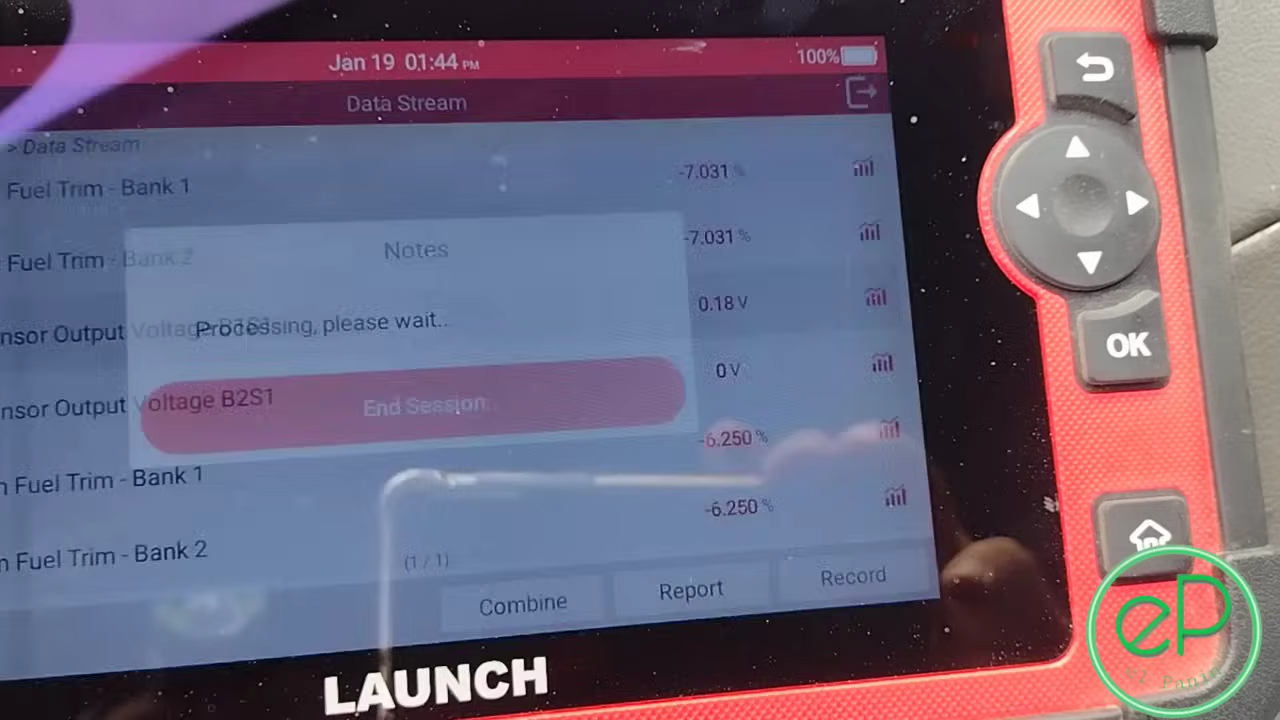 Jan 19 01:44 PM
100%
Data Stream
> Data Stream
Fuel Trim - Bank 1
-7.031 %
Fuel Trim - Bank 2
-7.031 %
Notes
nsor Output Voltage B1S1
0.18 V
Processing, please wait..
nsor Output Voltage B2S1
0 V
End Session
n Fuel Trim - Bank 1
-6.250 %
n Fuel Trim - Bank 2
-6.250 %
(1 / 1)
Combine
Report
Record
LAUNCH
OK
eP